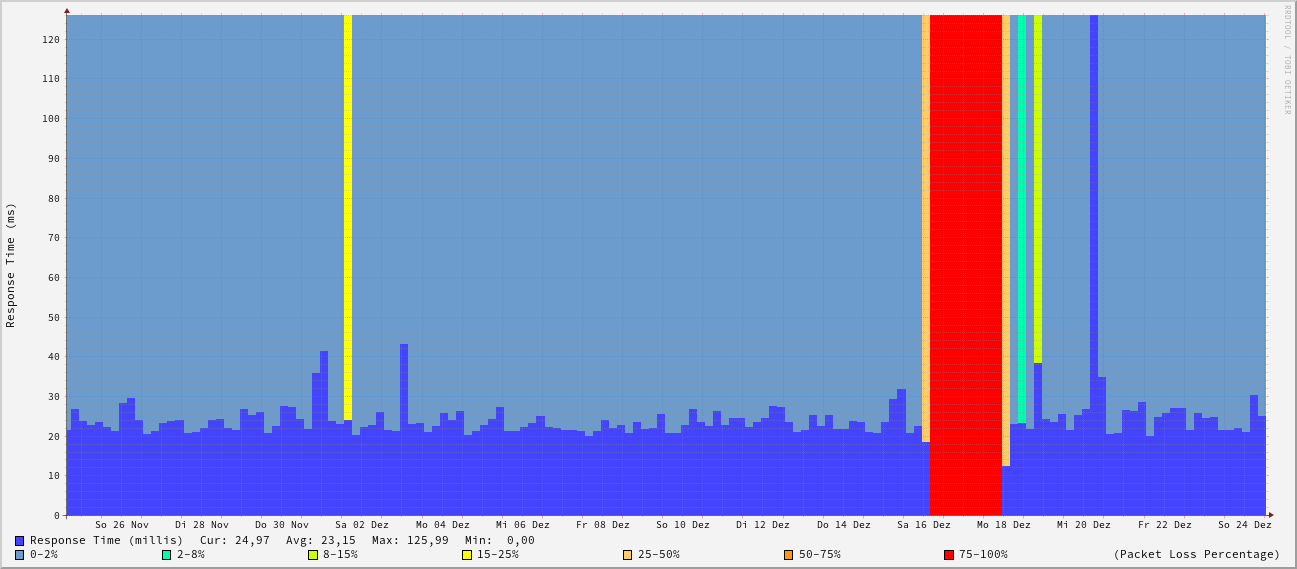 RRDTOOL / TOBI OETIKER
Response Time (ms)
120
110
100
90
80
70
60
50
40
30
20
10
0
So 26 Nov Di 28 Nov Do 30 Nov Sa 02 Dez Mo 04 Dez Mi 06 Dez Fr 08 Dez So 10 Dez Di 12 Dez Do 14 Dez Sa 16 Dez Mo 18 Dez Mi 20 Dez Fr 22 Dez So 24 Dez
Response Time (millis) Cur: 24,97 Avg: 23,15 Max: 125,99 Min: 0,00
0-2% 2-8% 8-15% 15-25% 25-50% 50-75% 75-100% (Packet Loss Percentage)